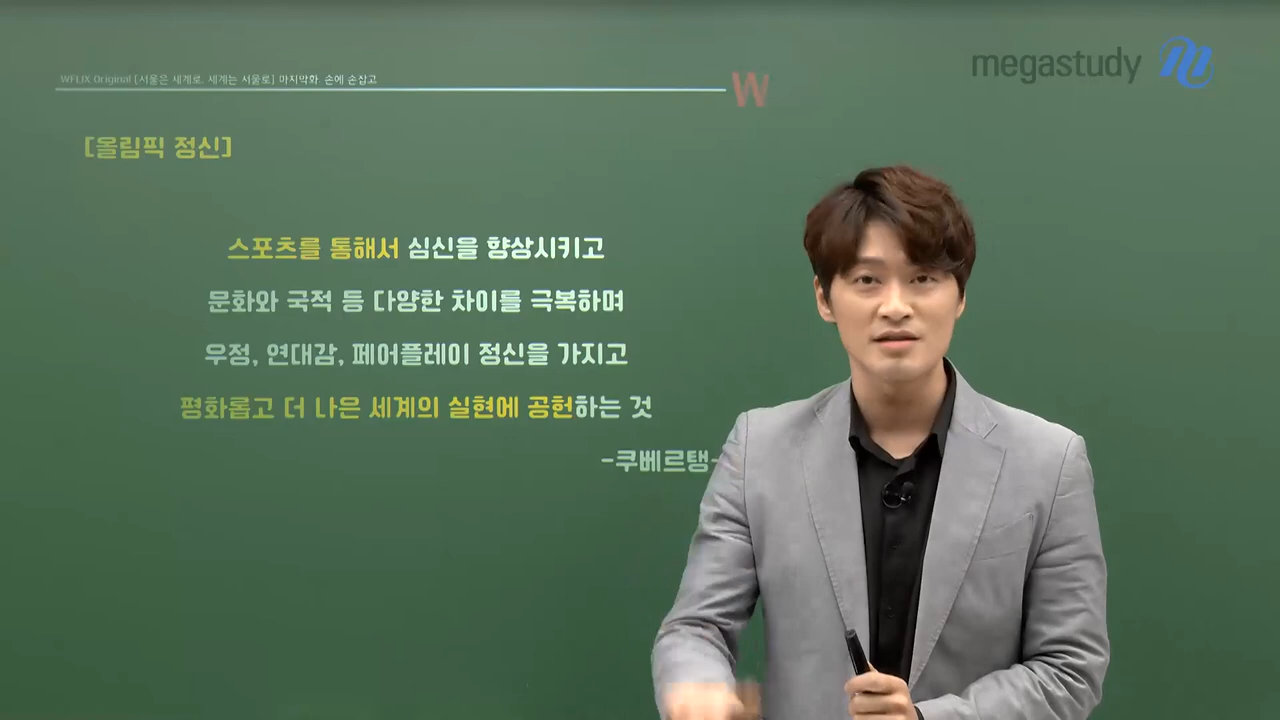 WFLIX Original [서울은 세계로, 세계는 서울로] 마지막화. 손에 손잡고
W
megastudy
[올림픽 정신]
스포츠를 통해서 심신을 향상시키고
문화와 국적 등 다양한 차이를 극복하며
우정, 연대감, 페어플레이 정신을 가지고
평화롭고 더 나은 세계의 실현에 공헌하는 것
-쿠베르탱-